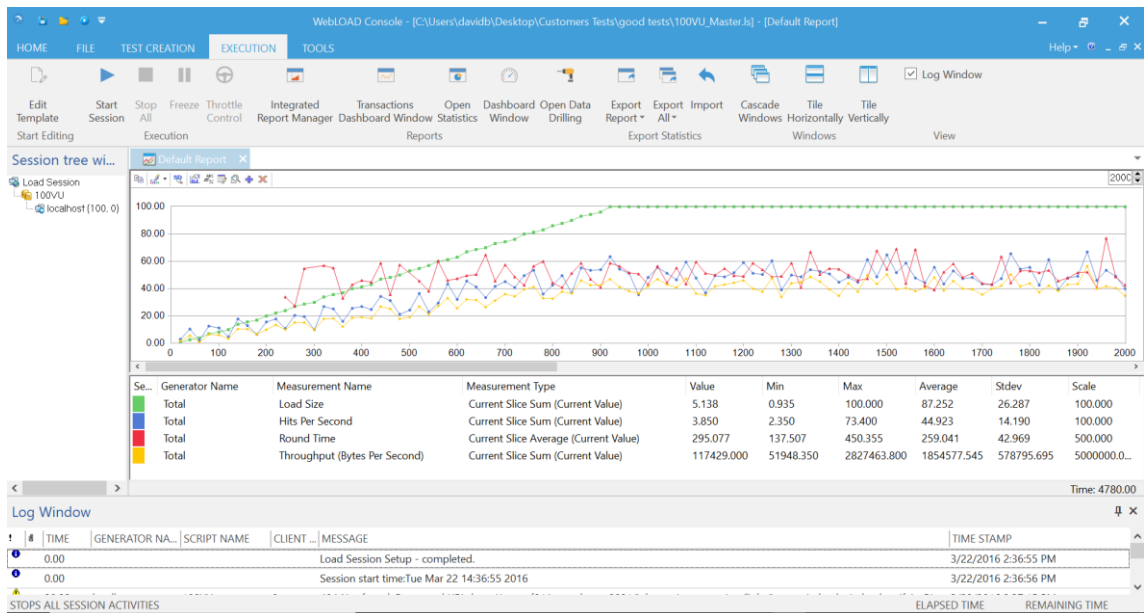 WebLOAD Console - [C:\Users\davidb\Desktop\Customers Tests\good tests\100VU_Master.ls] - [Default Report]
HOME FILE TEST CREATION EXECUTION TOOLS Help
Edit Template
Start Session
Stop All
Freeze
Throttle Control
Integrated Report Manager
Transactions Dashboard Window
Open Statistics
Dashboard Window
Open Data Drilling
Export Report
Export All
Import
Cascade Windows
Tile Horizontally
Tile Vertically
Log Window
Start Editing Execution Reports Export Statistics Windows View
Session tree wi...
Default Report
Load Session
100VU
localhost (100, 0)
100.00
80.00
60.00
40.00
20.00
0.00
0 100 200 300 400 500 600 700 800 900 1000 1100 1200 1300 1400 1500 1600 1700 1800 1900 2000
Se... Generator Name Measurement Name Measurement Type Value Min Max Average Stdev Scale
Total Load Size Current Slice Sum (Current Value) 5.138 0.935 100.000 87.252 26.287 100.000
Total Hits Per Second Current Slice Sum (Current Value) 3.850 2.350 73.400 44.923 14.190 100.000
Total Round Time Current Slice Average (Current Value) 295.077 137.507 450.355 259.041 42.969 500.000
Total Throughput (Bytes Per Second) Current Slice Sum (Current Value) 117429.000 51948.350 2827463.800 1854577.545 578795.695 5000000.0...
Time: 4780.00
Log Window
! TIME GENERATOR NA... SCRIPT NAME CLIENT ... MESSAGE TIME STAMP
0.00 Load Session Setup - completed. 3/22/2016 2:36:55 PM
0.00 Session start time:Tue Mar 22 14:36:55 2016 3/22/2016 2:36:56 PM
STOPS ALL SESSION ACTIVITIES ELAPSED TIME REMAINING TIME